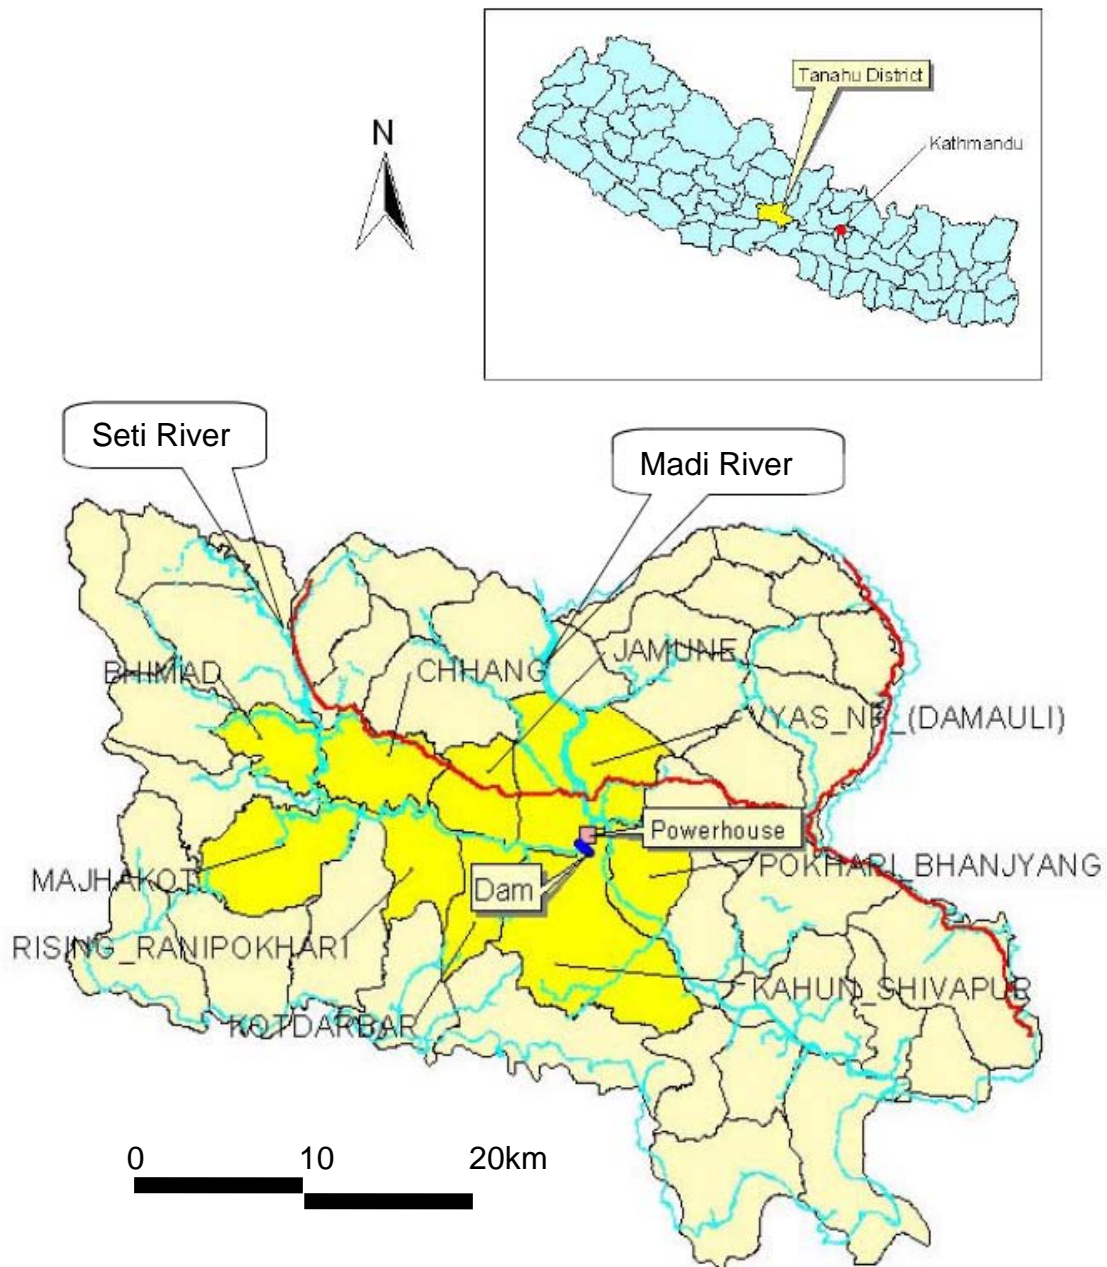 Tanahu District
Kathmandu
N
Seti River
Madi River
BHIMAD
CHHANG
JAMUNE
VYAS_NP_(DAMAULI)
Powerhouse
MAJHAKOT
Dam
POKHARI_BHANJYANG
RISING_RANIPOKHARI
KAHUN_SHIVAPUR
KOTDARBAR
0 10 20km